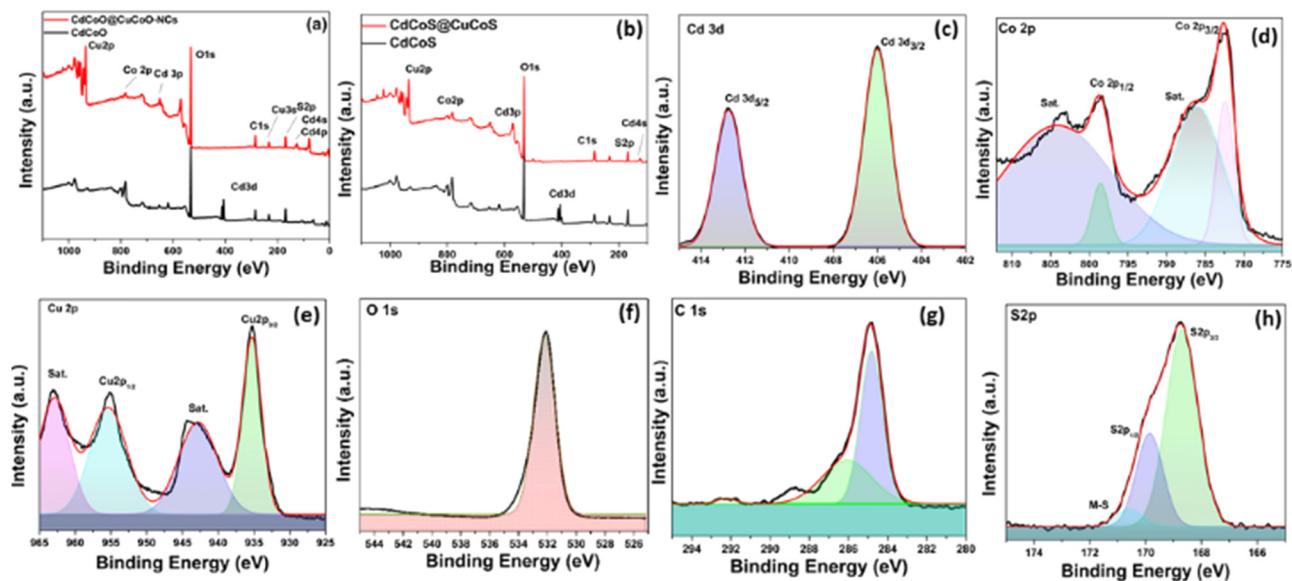 CdCoO@CuCoO-NCs
CdCoO
(a)
Cu2p
O1s
Co 2p
Cd 3p
Cu3s
S2p
C1s
Cd4s
Cd4p
Cd3d
Intensity (a.u.)
1000 800 600 400 200 0
Binding Energy (eV)
CdCoS@CuCoS
CdCoS
(b)
Cu2p
O1s
Co2p
Cd3p
Cd4s
C1s
S2p
Cd3d
Intensity (a.u.)
1000 800 600 400 200
Binding Energy (eV)
Cd 3d
(c)
Cd 3d3/2
Cd 3d5/2
Intensity (a.u.)
414 412 410 408 406 404 402
Binding Energy (eV)
Co 2p
Co 2p3/2
(d)
Co 2p1/2
Sat.
Sat.
Intensity (a.u.)
810 805 800 795 790 785 780 775
Binding Energy (eV)
Cu 2p
Cu2p3/2
(e)
Sat.
Cu2p1/2
Sat.
Intensity (a.u.)
965 960 955 950 945 940 935 930 925
Binding Energy (eV)
O 1s
(f)
Intensity (a.u.)
544 542 540 538 536 534 532 530 528 526
Binding Energy (eV)
C 1s
(g)
Intensity (a.u.)
294 292 290 288 286 284 282 280
Binding Energy (eV)
S2p
(h)
S2p3/2
S2p1/2
M-S
Intensity (a.u.)
174 172 170 168 166
Binding Energy (eV)